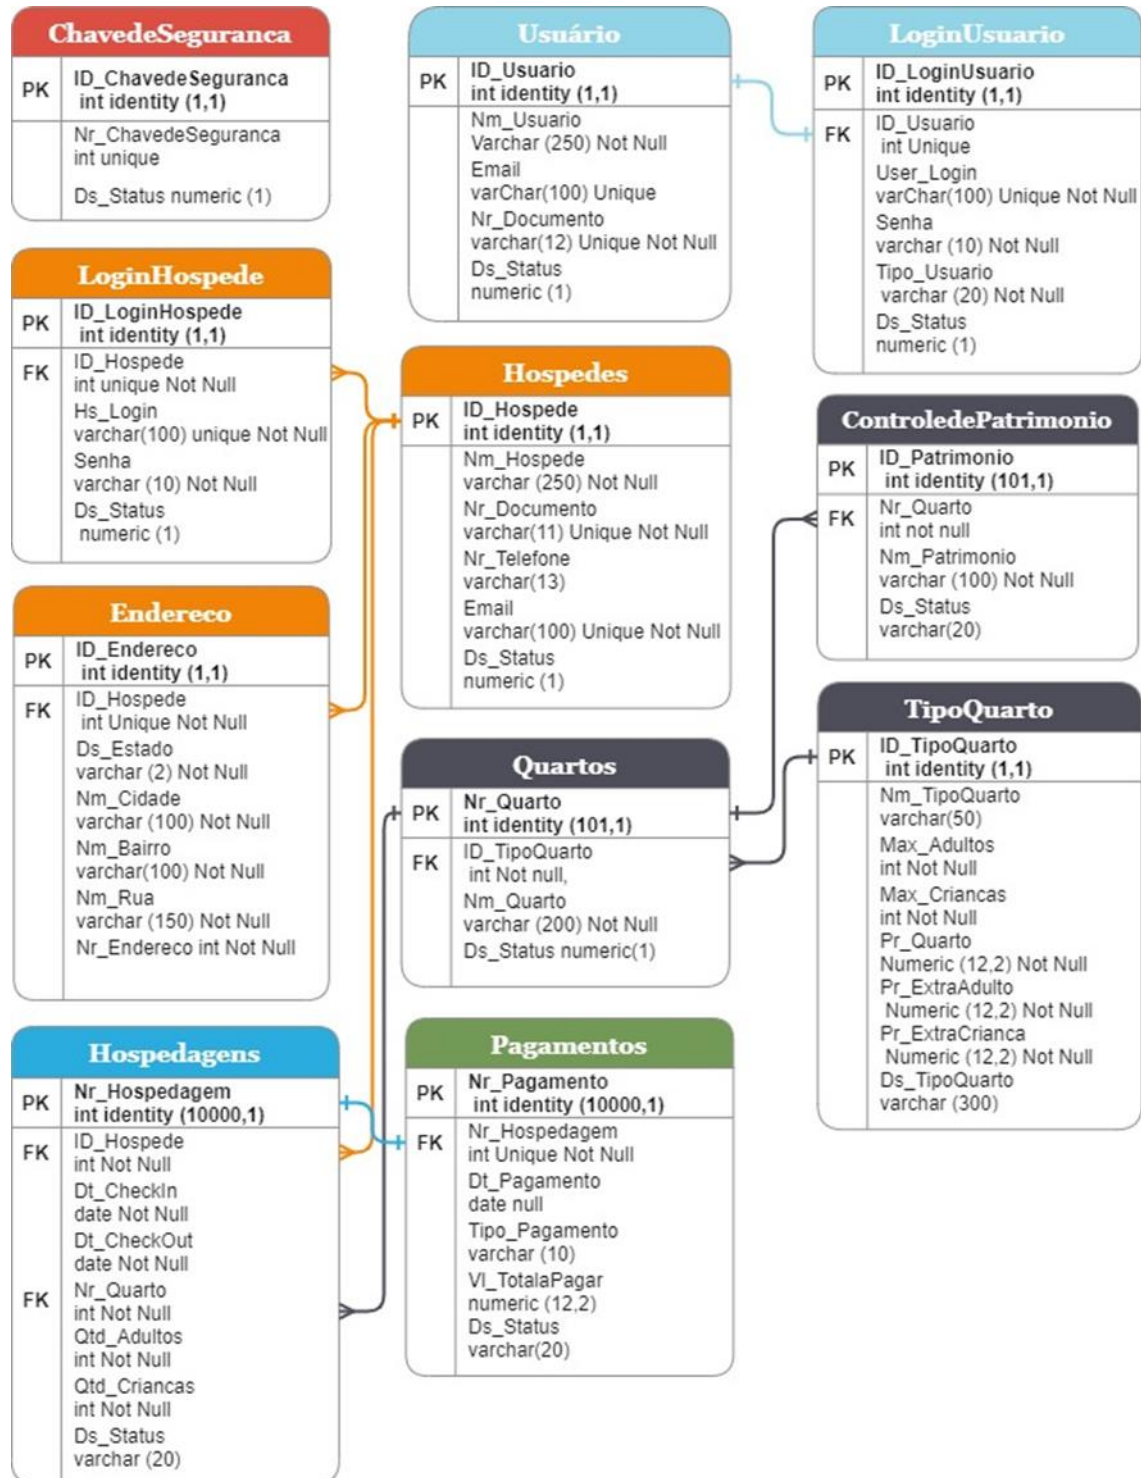 ChavedeSeguranca
PK
ID_ChavedeSeguranca
int identity (1,1)
Nr_ChavedeSeguranca
int unique
Ds_Status numeric (1)
Usuário
PK
ID_Usuario
int identity (1,1)
Nm_Usuario
Varchar (250) Not Null
Email
varChar(100) Unique
Nr_Documento
varchar(12) Unique Not Null
Ds_Status
numeric (1)
LoginUsuario
PK
ID_LoginUsuario
int identity (1,1)
FK
ID_Usuario
int Unique
User_Login
varChar(100) Unique Not Null
Senha
varchar (10) Not Null
Tipo_Usuario
varchar (20) Not Null
Ds_Status
numeric (1)
LoginHospede
PK
ID_LoginHospede
int identity (1,1)
FK
ID_Hospede
int unique Not Null
Hs_Login
varchar(100) unique Not Null
Senha
varchar (10) Not Null
Ds_Status
numeric (1)
Hospedes
PK
ID_Hospede
int identity (1,1)
Nm_Hospede
varchar (250) Not Null
Nr_Documento
varchar(11) Unique Not Null
Nr_Telefone
varchar(13)
Email
varchar(100) Unique Not Null
Ds_Status
numeric (1)
ControledePatrimonio
PK
ID_Patrimonio
int identity (101,1)
FK
Nr_Quarto
int not null
Nm_Patrimonio
varchar (100) Not Null
Ds_Status
varchar(20)
Endereco
PK
ID_Endereco
int identity (1,1)
FK
ID_Hospede
int Unique Not Null
Ds_Estado
varchar (2) Not Null
Nm_Cidade
varchar (100) Not Null
Nm_Bairro
varchar(100) Not Null
Nm_Rua
varchar (150) Not Null
Nr_Endereco int Not Null
Quartos
PK
Nr_Quarto
int identity (101,1)
FK
ID_TipoQuarto
int Not null,
Nm_Quarto
varchar (200) Not Null
Ds_Status numeric(1)
TipoQuarto
PK
ID_TipoQuarto
int identity (1,1)
Nm_TipoQuarto
varchar(50)
Max_Adultos
int Not Null
Max_Criancas
int Not Null
Pr_Quarto
Numeric (12,2) Not Null
Pr_ExtraAdulto
Numeric (12,2) Not Null
Pr_ExtraCrianca
Numeric (12,2) Not Null
Ds_TipoQuarto
varchar (300)
Hospedagens
PK
Nr_Hospedagem
int identity (10000,1)
FK
ID_Hospede
int Not Null
Dt_CheckIn
date Not Null
Dt_CheckOut
date Not Null
FK
Nr_Quarto
int Not Null
Qtd_Adultos
int Not Null
Qtd_Criancas
int Not Null
Ds_Status
varchar (20)
Pagamentos
PK
Nr_Pagamento
int identity (10000,1)
FK
Nr_Hospedagem
int Unique Not Null
Dt_Pagamento
date null
Tipo_Pagamento
varchar (10)
Vl_TotalaPagar
numeric (12,2)
Ds_Status
varchar(20)